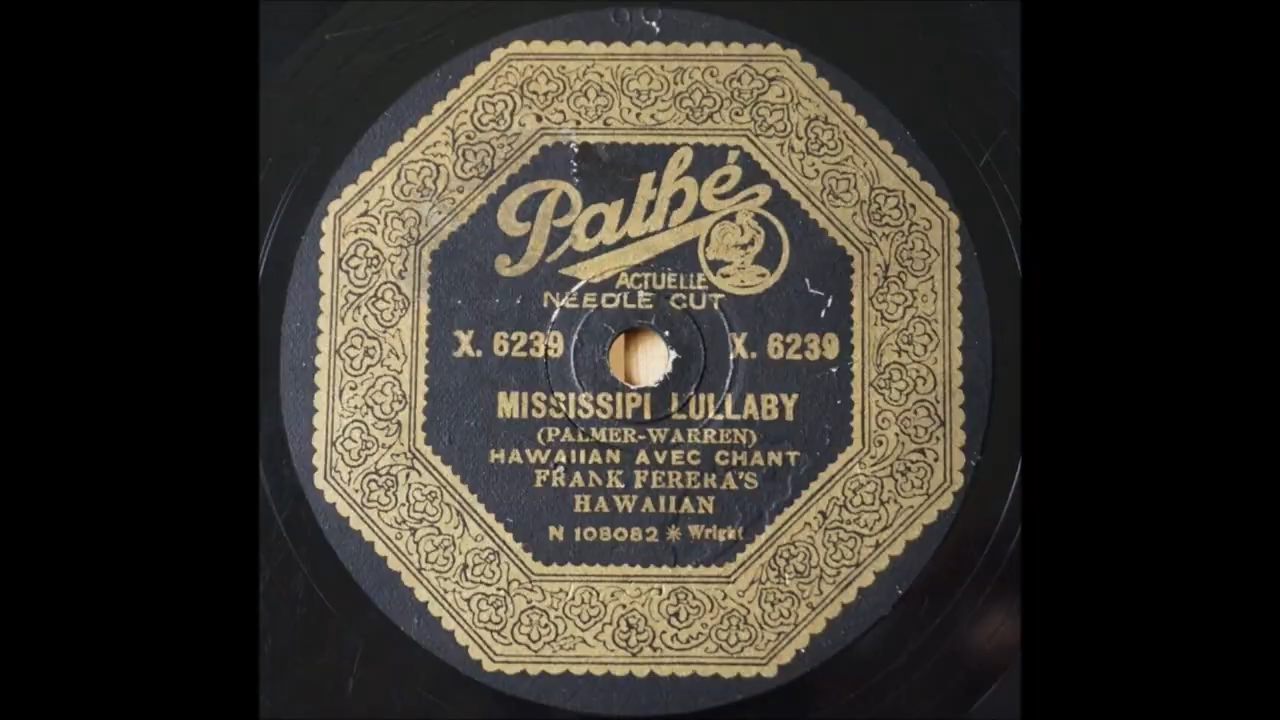 Pathé
ACTUELLE
NEEDLE CUT
X. 6239 X. 6239
MISSISSIPI LULLABY
(PALMER-WARREN)
HAWAIIAN AVEC CHANT
FRANK FERERA'S
HAWAIIAN
N 108082 * Wright